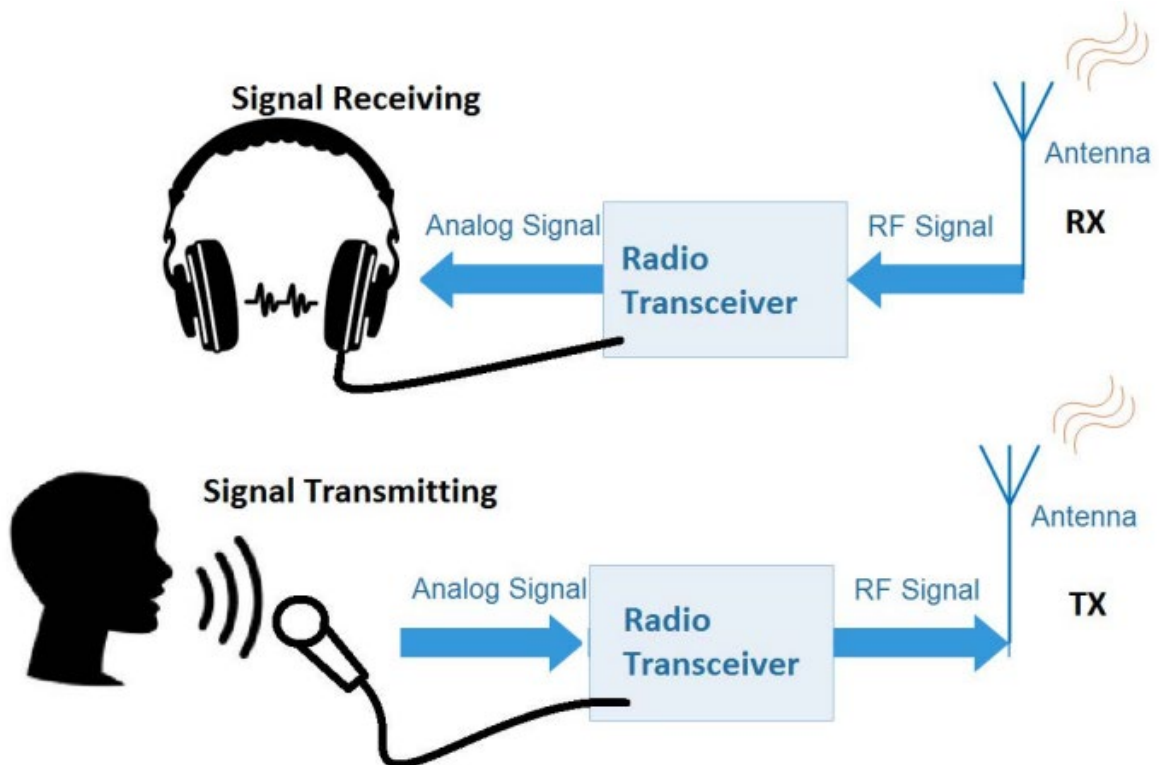 Signal Receiving
Antenna
Analog Signal
RF Signal
RX
Radio
Transceiver
Signal Transmitting
Antenna
Analog Signal
RF Signal
TX
Radio
Transceiver